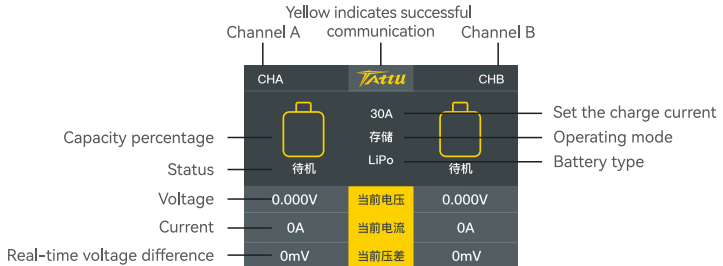 Yellow indicates successful
Channel A communication Channel B
CHA TATTU CHB
30A Set the charge current
Capacity percentage 存储 Operating mode
LiPo Battery type
Status 待机 待机
Voltage 0.000V 当前电压 0.000V
Current 0A 当前电流 0A
Real-time voltage difference 0mV 当前压差 0mV